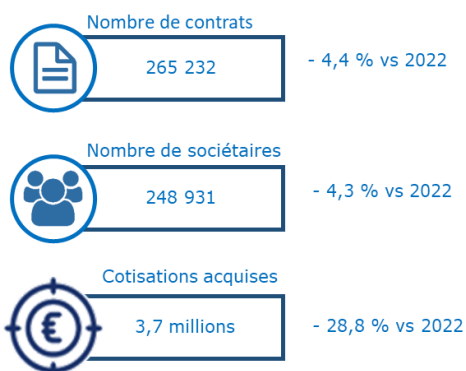 Nombre de contrats
265 232
- 4,4 % vs 2022
Nombre de sociétaires
248 931
- 4,3 % vs 2022
Cotisations acquises
€
3,7 millions
- 28,8 % vs 2022